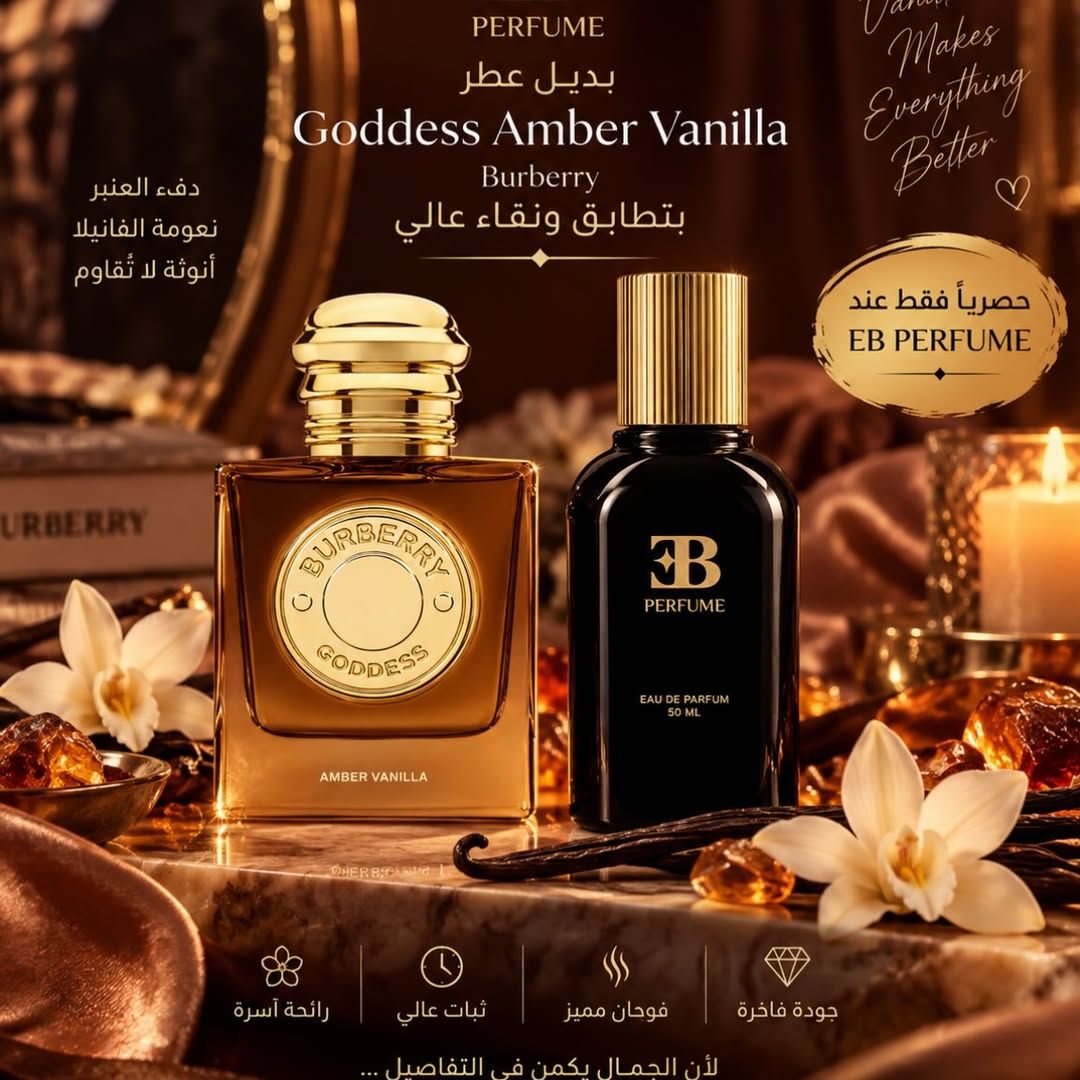 PERFUME
بديل عطر
Goddess Amber Vanilla
Burberry
بتطابق ونقاء عالي
Makes
Everything
Better
دفء العنبر
نعومة الفانيلا
أنوثة لا تُقاوم
حصرياً فقط عند
EB PERFUME
URBERRY
BURBERRY
GODDESS
AMBER VANILLA
EB
PERFUME
EAU DE PARFUM
50 ML
رائحة آسرة
ثبات عالي
فوحان مميز
جودة فاخرة
لأن الجمال يكمن في التفاصيل ...